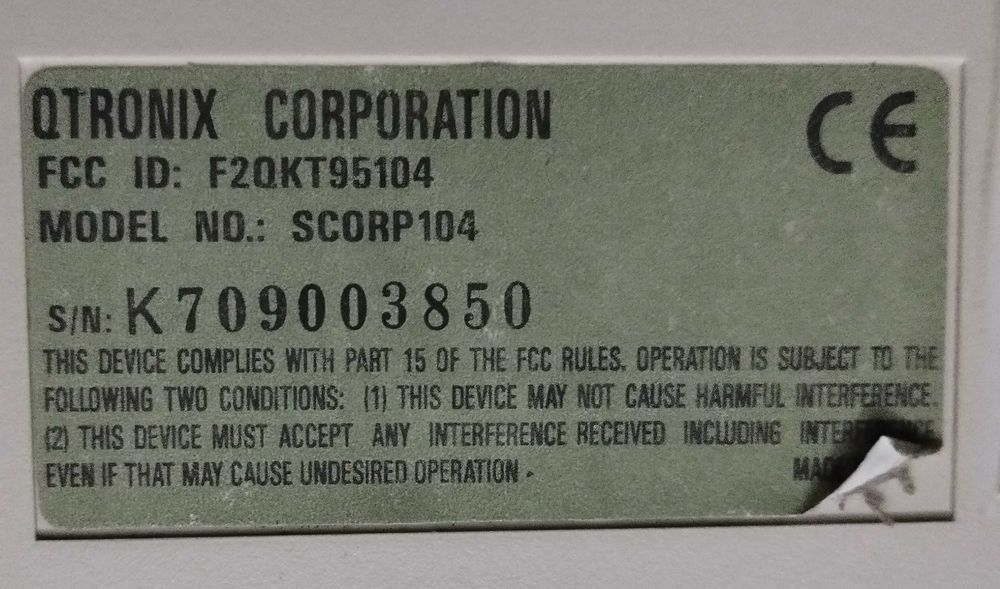 QTRONIX CORPORATION
CE
FCC ID: F2QKT95104
MODEL NO.: SCORP104
S/N: K709003850
THIS DEVICE COMPLIES WITH PART 15 OF THE FCC RULES. OPERATION IS SUBJECT TO THE
FOLLOWING TWO CONDITIONS: (1) THIS DEVICE MAY NOT CAUSE HARMFUL INTERFERENCE.
(2) THIS DEVICE MUST ACCEPT ANY INTERFERENCE RECEIVED INCLUDING
EVEN IF THAT MAY CAUSE UNDESIRED OPERATION.